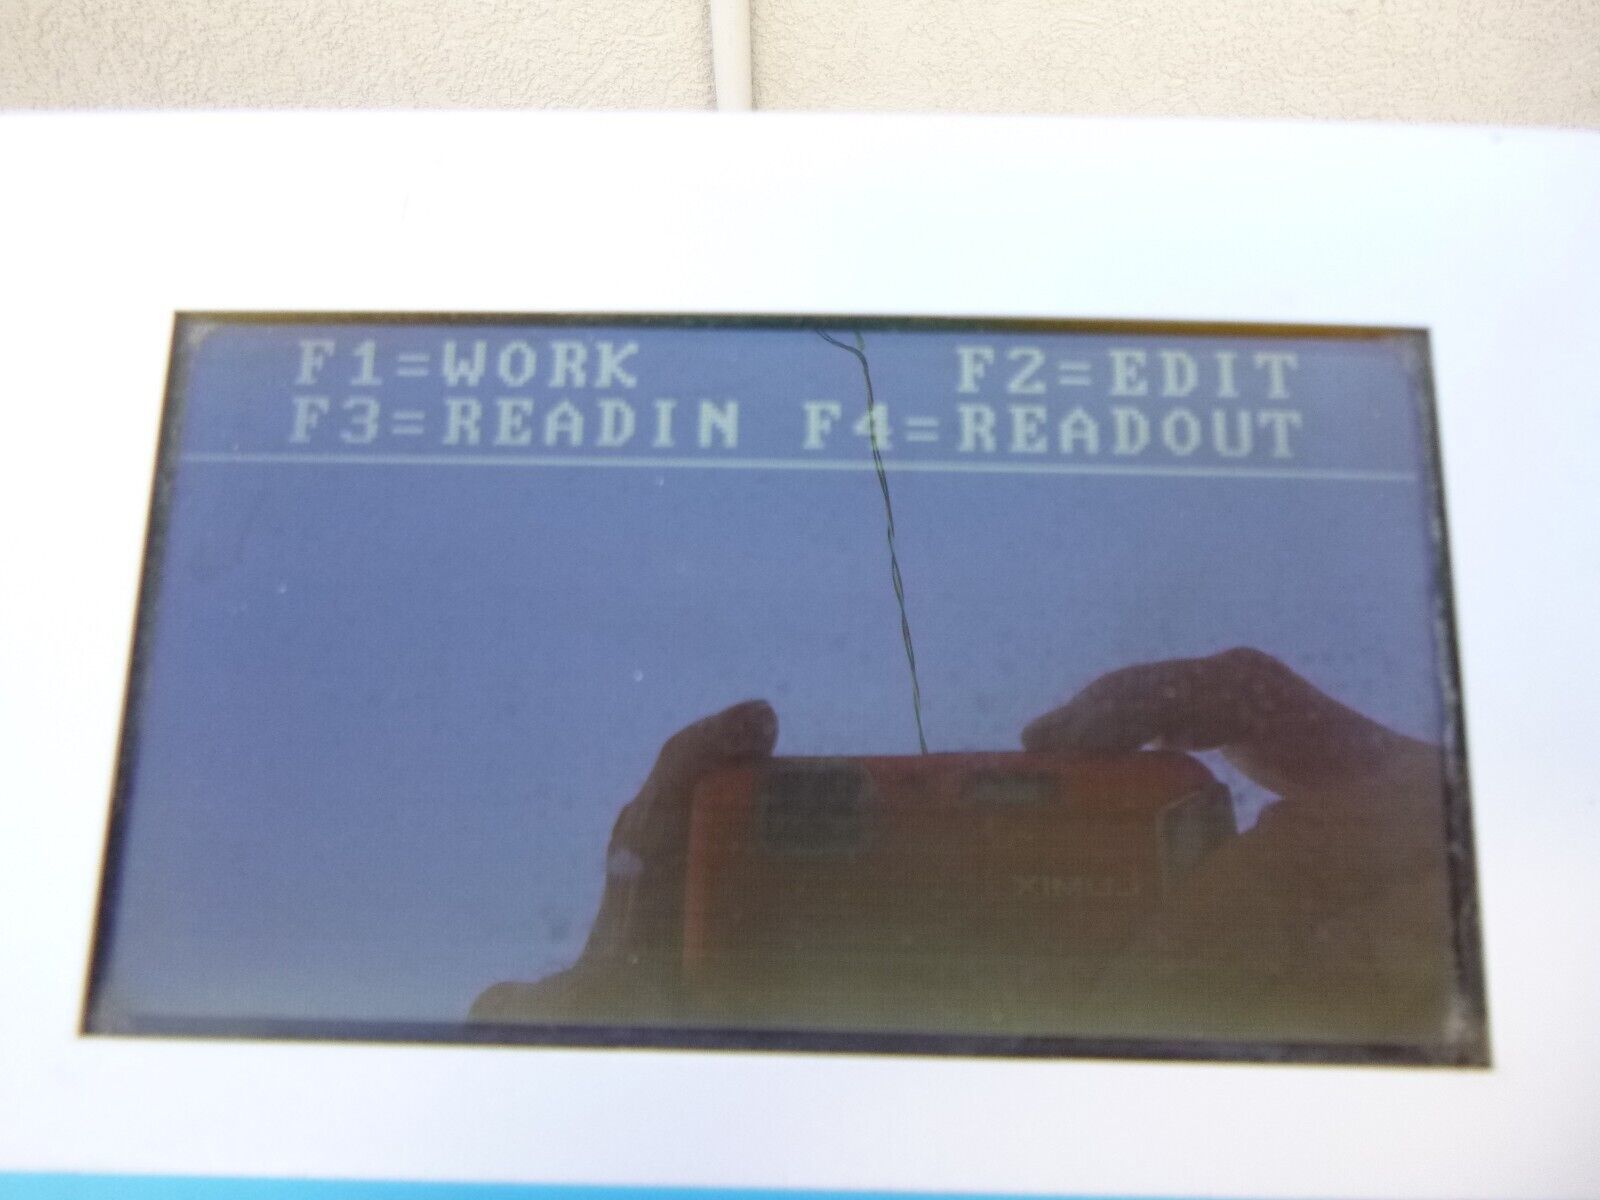 F1=WORK F2=EDIT
F3=READIN F4=READOUT